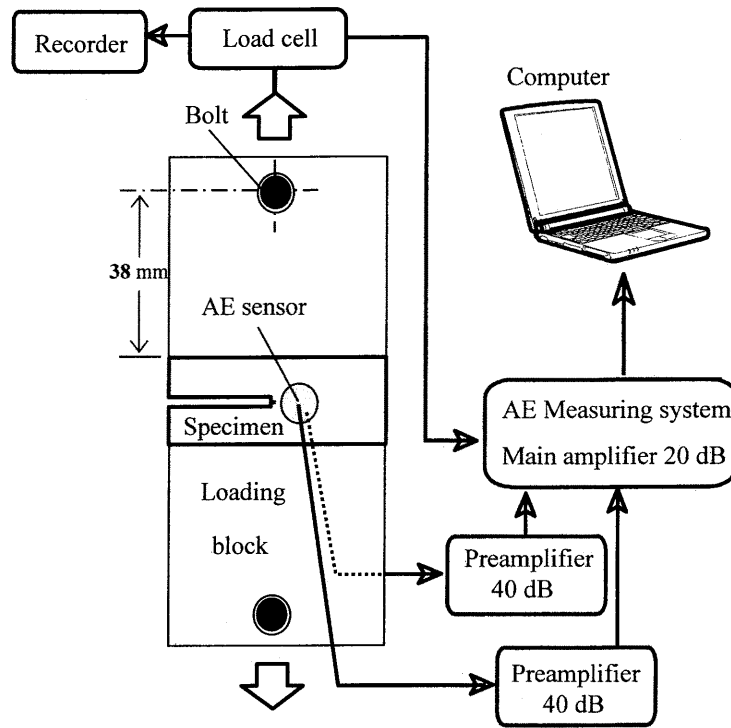 Recorder
Load cell
Computer
Bolt
38 mm
AE sensor
Specimen
AE Measuring system
Main amplifier 20 dB
Loading
block
Preamplifier
40 dB
Preamplifier
40 dB